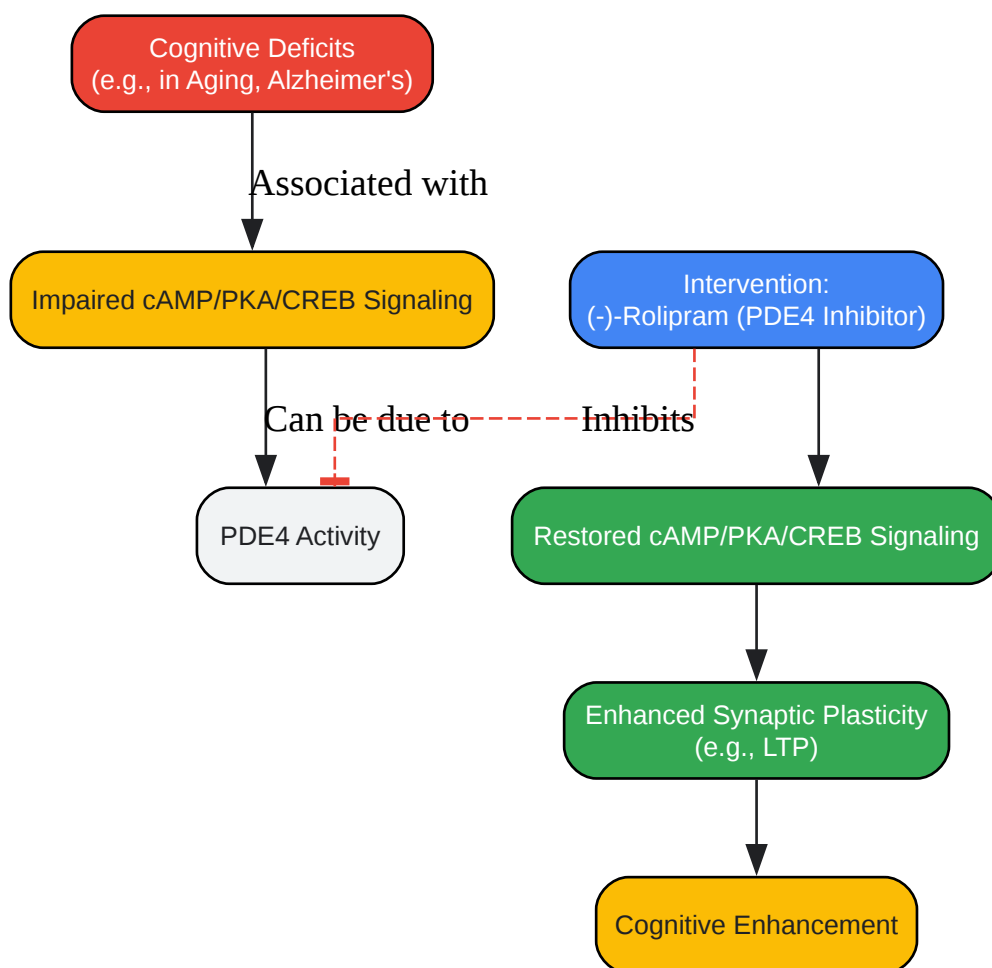 Cognitive Deficits
(e.g., in Aging, Alzheimer's)
Associated with
Impaired cAMP/PKA/CREB Signaling
Intervention:
(-)-Rolipram (PDE4 Inhibitor)
Can be due to
Inhibits
PDE4 Activity
Restored cAMP/PKA/CREB Signaling
Enhanced Synaptic Plasticity
(e.g., LTP)
Cognitive Enhancement